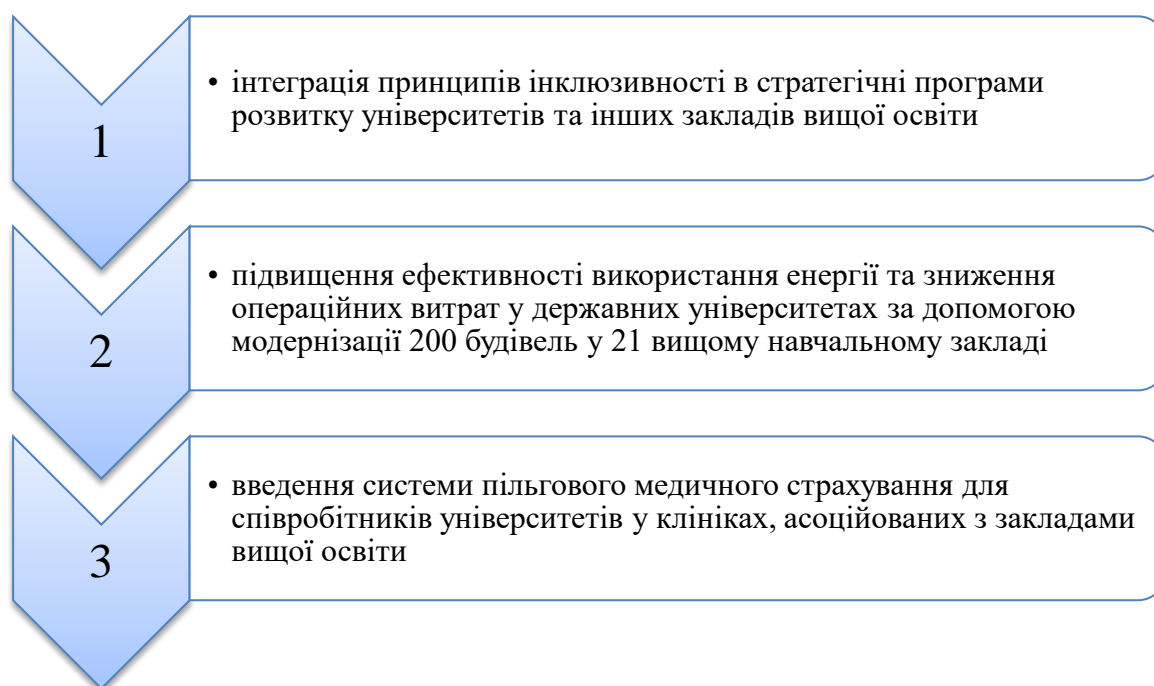 1
• інтеграція принципів інклюзивності в стратегічні програми
розвитку університетів та інших закладів вищої освіти
2
• підвищення ефективності використання енергії та зниження
операційних витрат у державних університетах за допомогою
модернізації 200 будівель у 21 вищому навчальному закладі
3
• введення системи пільгового медичного страхування для
співробітників університетів у клініках, асоційованих з закладами
вищої освіти